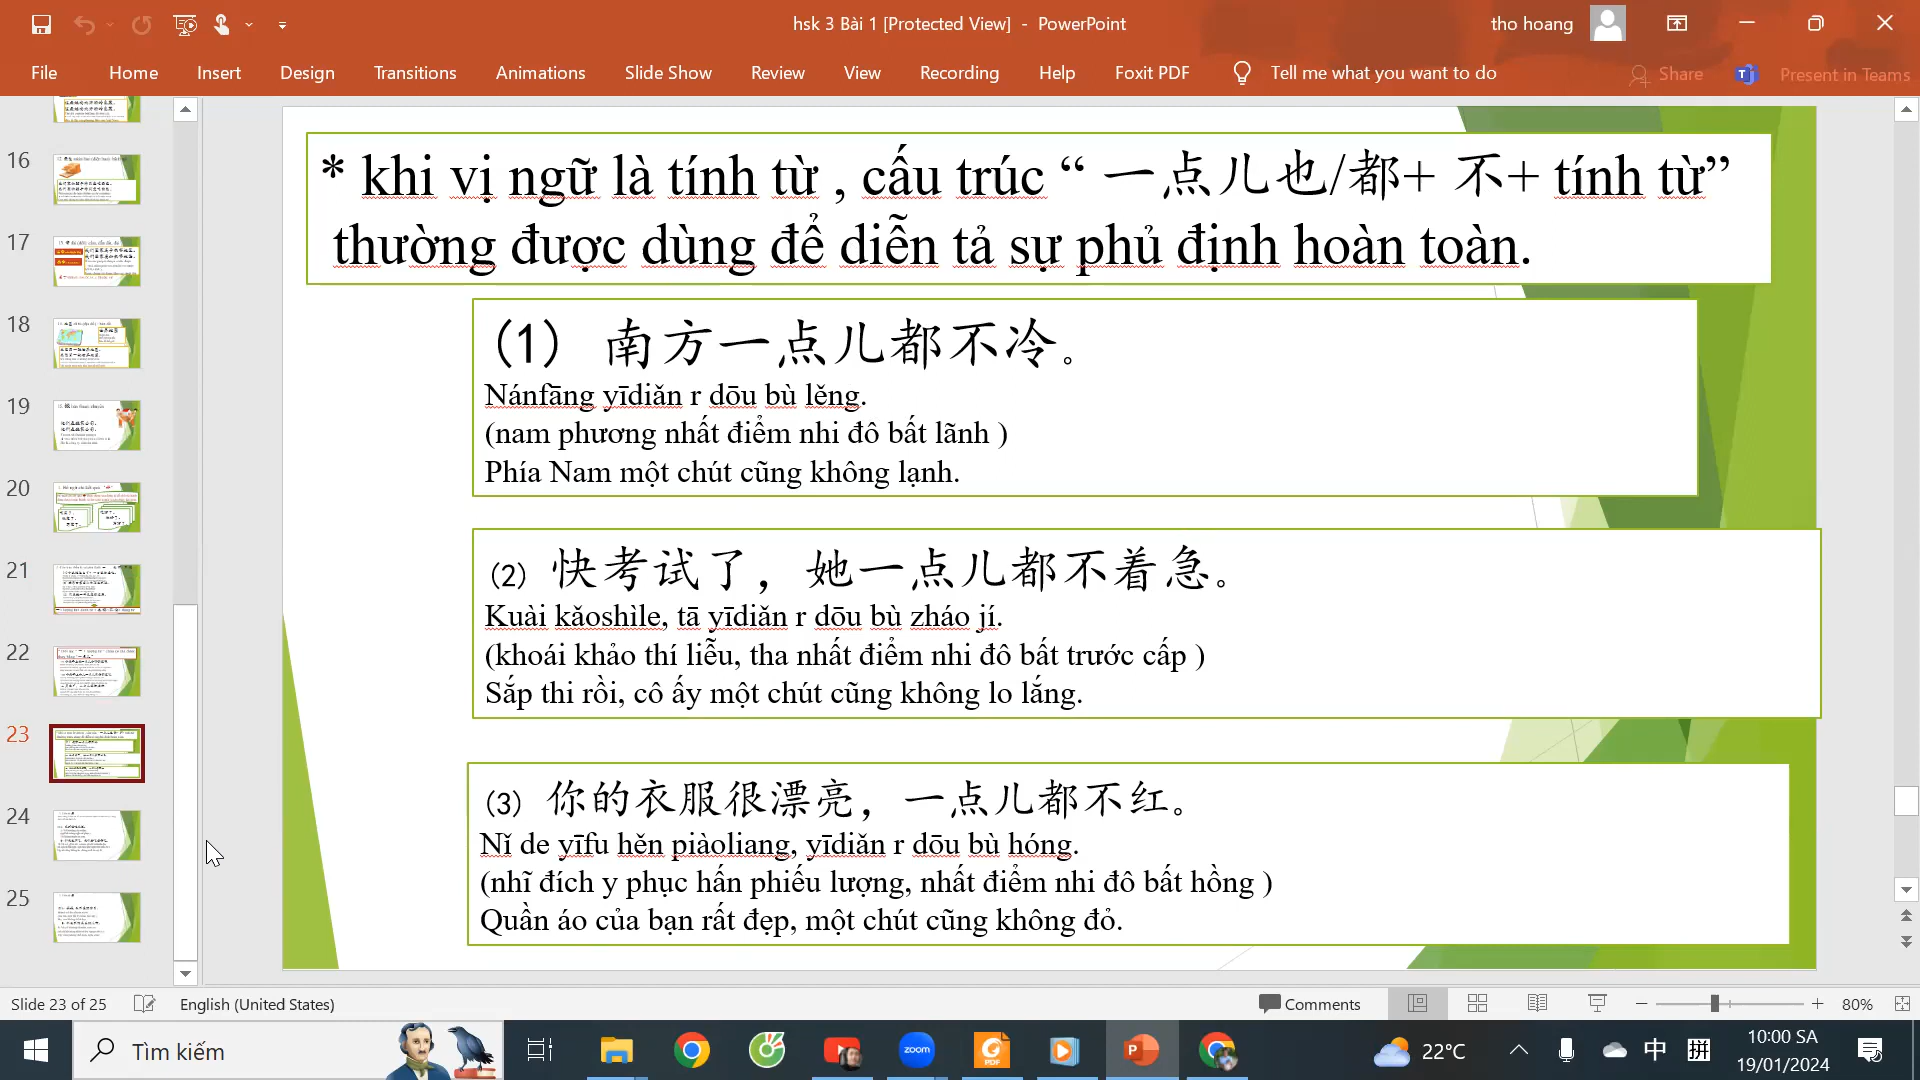 hsk 3 Bài 1 [Protected View] - PowerPoint
tho hoang
File Home Insert Design Transitions Animations Slide Show Review View Recording Help Foxit PDF Tell me what you want to do Share Present in Teams
16
17
18
19
20
21
22
23
24
25
* khi vị ngữ là tính từ , cấu trúc “ 一点儿也/都+ 不+ tính từ”
thường được dùng để diễn tả sự phủ định hoàn toàn.
(1) 南方一点儿都不冷。
Nánfāng yīdiǎn r dōu bù lěng.
(nam phương nhất điểm nhi đô bất lãnh )
Phía Nam một chút cũng không lạnh.
(2) 快考试了，她一点儿都不着急。
Kuài kǎoshìle, tā yīdiǎn r dōu bù zháo jí.
(khoái khảo thí liễu, tha nhất điểm nhi đô bất trước cấp )
Sắp thi rồi, cô ấy một chút cũng không lo lắng.
(3) 你的衣服很漂亮，一点儿都不红。
Nǐ de yīfu hěn piàoliang, yīdiǎn r dōu bù hóng.
(nhĩ đích y phục hấn phiếu lượng, nhất điểm nhi đô bất hồng )
Quần áo của bạn rất đẹp, một chút cũng không đỏ.
Slide 23 of 25 English (United States) Comments 80%
Tìm kiếm
zoom
PDF
22°C
中
拼
10:00 SA
19/01/2024